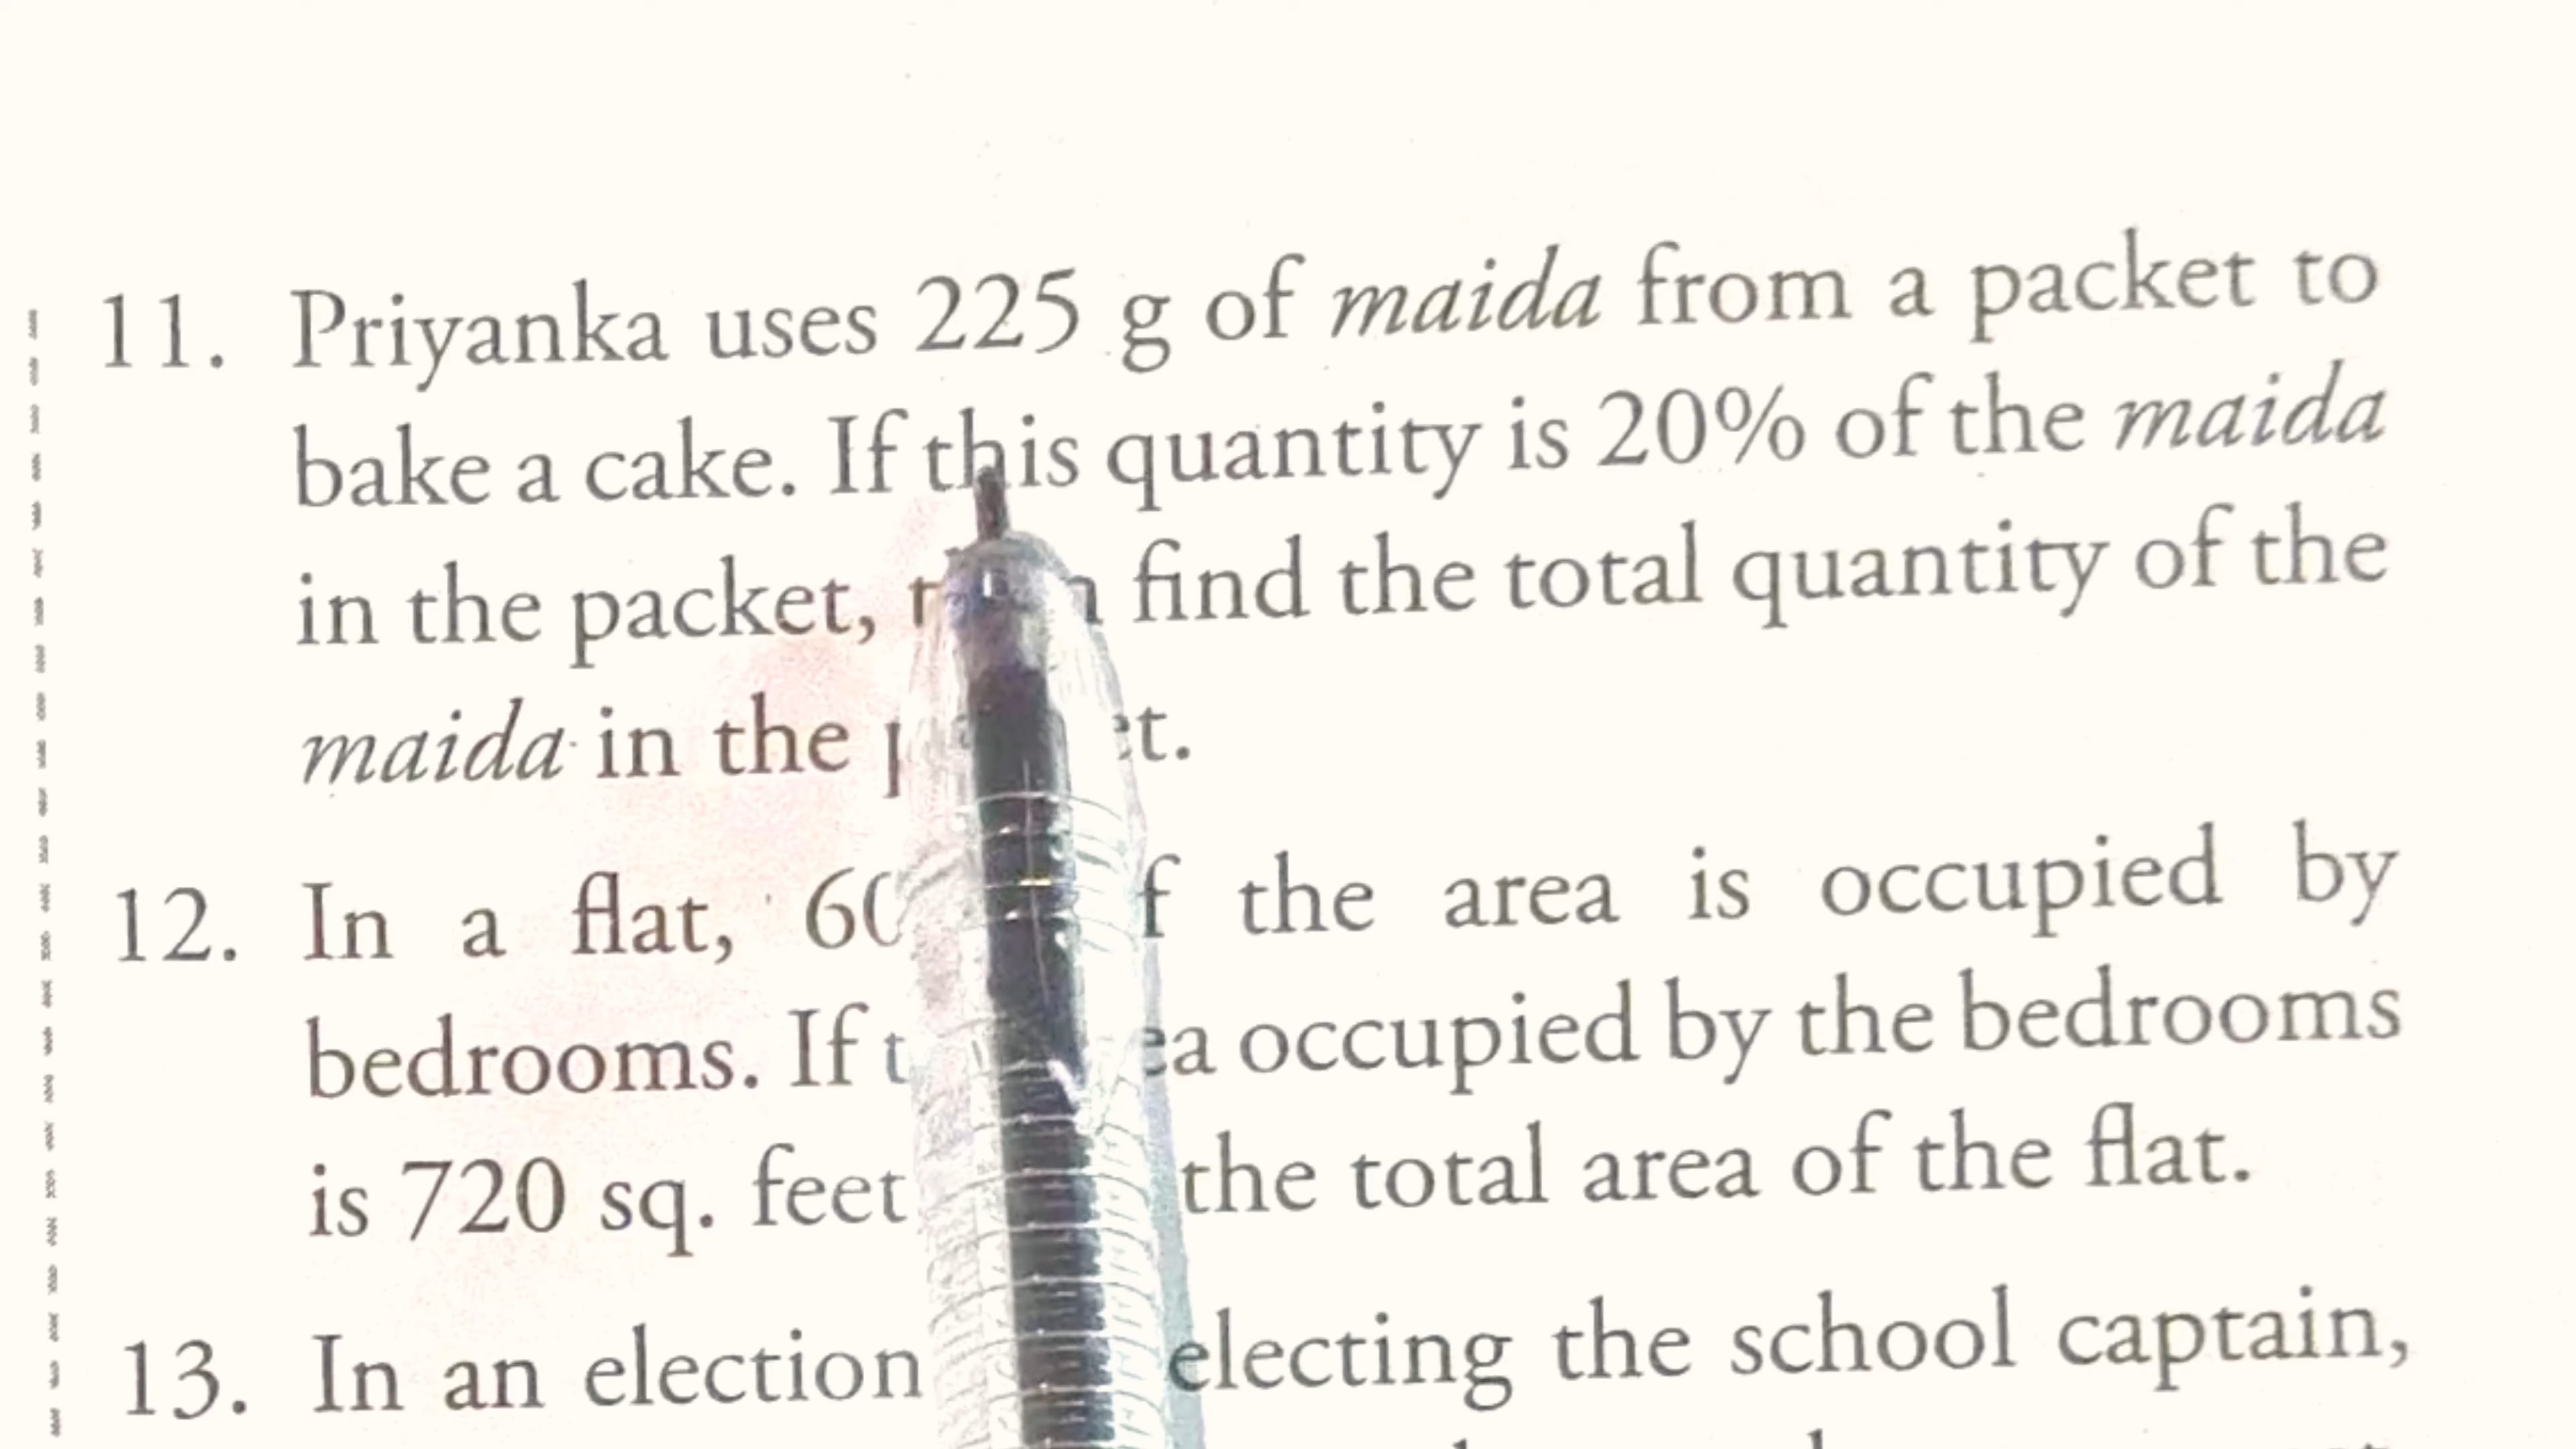 11. Priyanka uses 225 g of maida from a packet to
bake a cake. If this quantity is 20% of the maida
in the packet, find the total quantity of the
maida in the
12. In a flat, the area is occupied by
bedrooms. If occupied by the bedrooms
is 720 sq. feet the total area of the flat.
13. In an election electing the school captain,